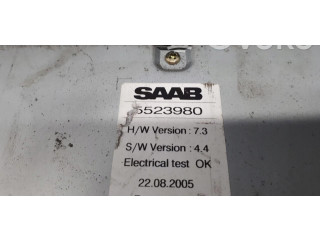 SAAB
5523980
H/W Version : 7.3
S/W Version : 4.4
Electrical test OK
22.08.2005